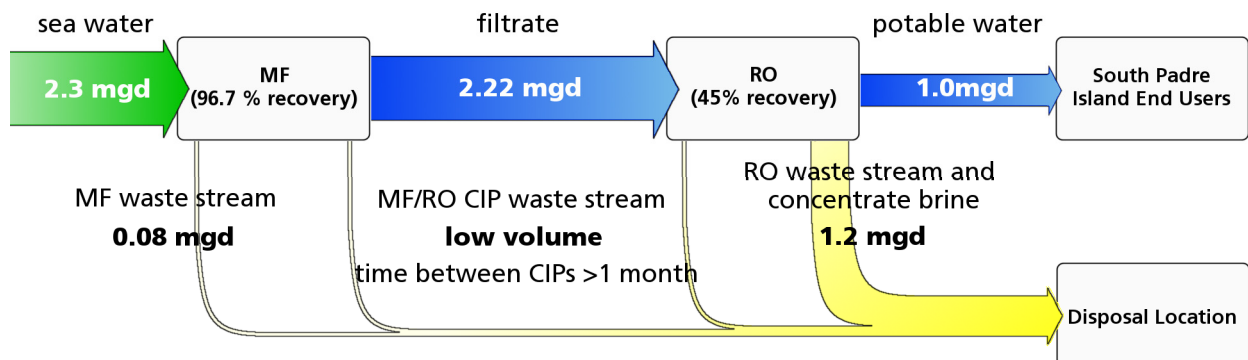 sea water
filtrate
potable water
2.3 mgd
MF
(96.7 % recovery)
2.22 mgd
RO
(45% recovery)
1.0mgd
South Padre
Island End Users
MF waste stream
0.08 mgd
MF/RO CIP waste stream
low volume
time between CIPs >1 month
RO waste stream and
concentrate brine
1.2 mgd
Disposal Location